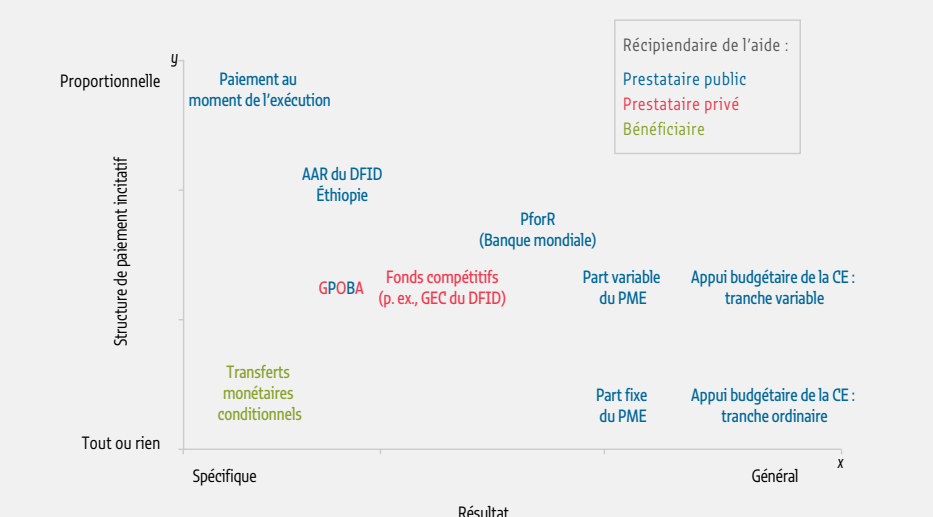 Récipiendaire de l'aide :
Prestataire public
Prestataire privé
Bénéficiaire
y
Proportionnelle
Paiement au
moment de l'exécution
Structure de paiement incitatif
AAR du DFID
Éthiopie
PforR
(Banque mondiale)
GPOBA
Fonds compétitifs
(p. ex., GEC du DFID)
Part variable
du PME
Appui budgétaire de la CE :
tranche variable
Transferts
monétaires
conditionnels
Part fixe
du PME
Appui budgétaire de la CE :
tranche ordinaire
Tout ou rien
x
Spécifique
Général
Résultat